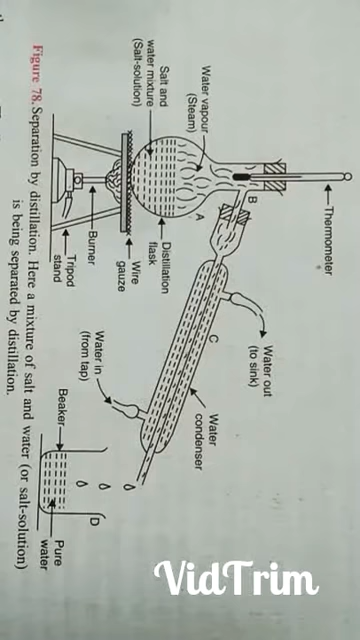 Thermometer
Water out
(to sink)
B
Water vapour
(Steam)
C
Water
condenser
A
Salt and
water mixture
(Salt-solution)
Distillation
flask
Wire
gauze
Water in
(from tap)
Burner
Tripod
stand
Beaker
D
Pure
water
Figure 78. Separation by distillation. Here a mixture of salt and water (or salt-solution)
is being separated by distillation.
VidTrim